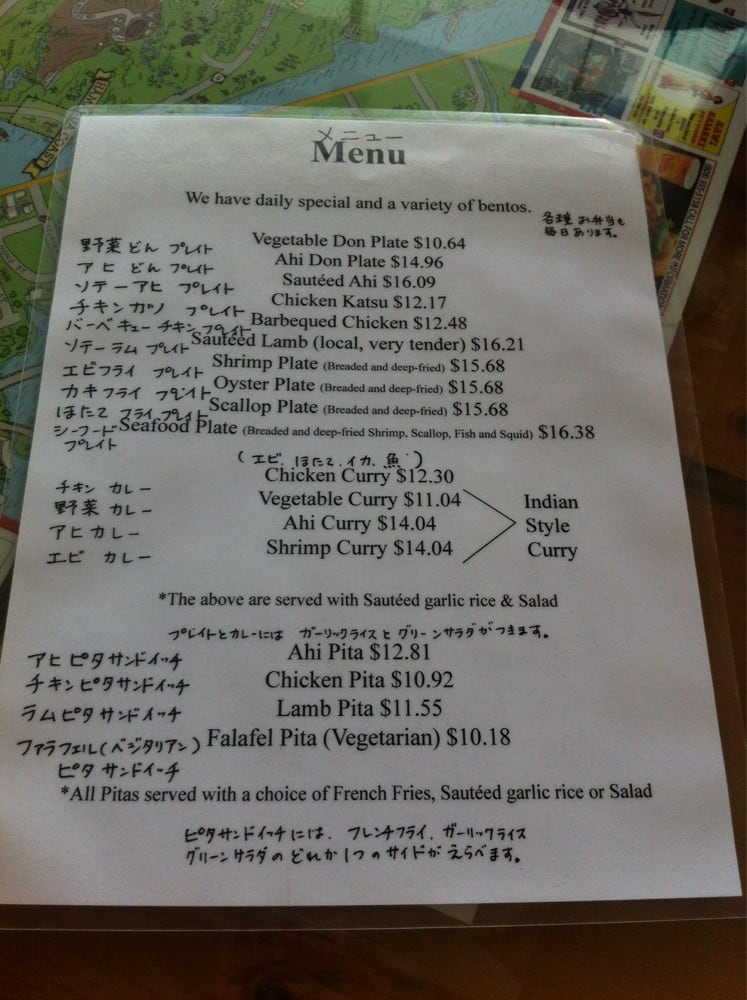 メニュー
Menu
We have daily special and a variety of bentos.
各種 お弁当も
毎日あります。
野菜 どん プレイト Vegetable Don Plate $10.64
アヒ どん プレイト Ahi Don Plate $14.96
ソテーアヒ プレイト Sautéed Ahi $16.09
チキンカツ プレイト Chicken Katsu $12.17
バーベキュー チキン プレイト Barbequed Chicken $12.48
ソテーラム プレイト Sautéed Lamb (local, very tender) $16.21
エビフライ プレイト Shrimp Plate (Breaded and deep-fried) $15.68
カキフライ プレイト Oyster Plate (Breaded and deep-fried) $15.68
ほたて フライ プレイト Scallop Plate (Breaded and deep-fried) $15.68
シーフード Seafood Plate (Breaded and deep-fried Shrimp, Scallop, Fish and Squid) $16.38
プレイト
(エビ、ほたて、イカ、魚)
チキン カレー Chicken Curry $12.30
野菜 カレー Vegetable Curry $11.04
アヒカレー Ahi Curry $14.04
エビ カレー Shrimp Curry $14.04
Indian
Style
Curry
*The above are served with Sautéed garlic rice & Salad
プレイトとカレーには ガーリックライスと グリーンサラダがつきます。
アヒ ピタサンドイッチ Ahi Pita $12.81
チキンピタサンドイッチ Chicken Pita $10.92
ラムピタサンドイッチ Lamb Pita $11.55
ファラフェル(ベジタリアン) Falafel Pita (Vegetarian) $10.18
ピタ サンドイッチ
*All Pitas served with a choice of French Fries, Sautéed garlic rice or Salad
ピタサンドイッチには、フレンチフライ、ガーリックライス
グリーンサラダの どれか1つの サイドが えらべます。